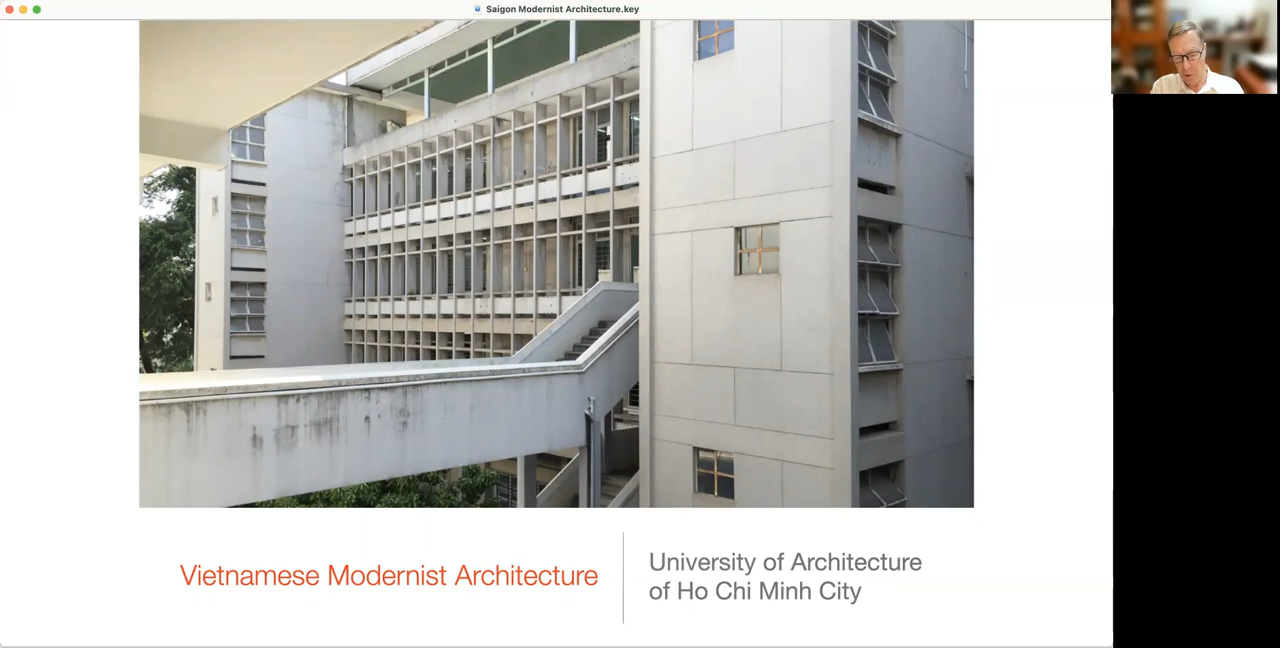 Saigon Modernist Architecture.key
Vietnamese Modernist Architecture
University of Architecture
of Ho Chi Minh City